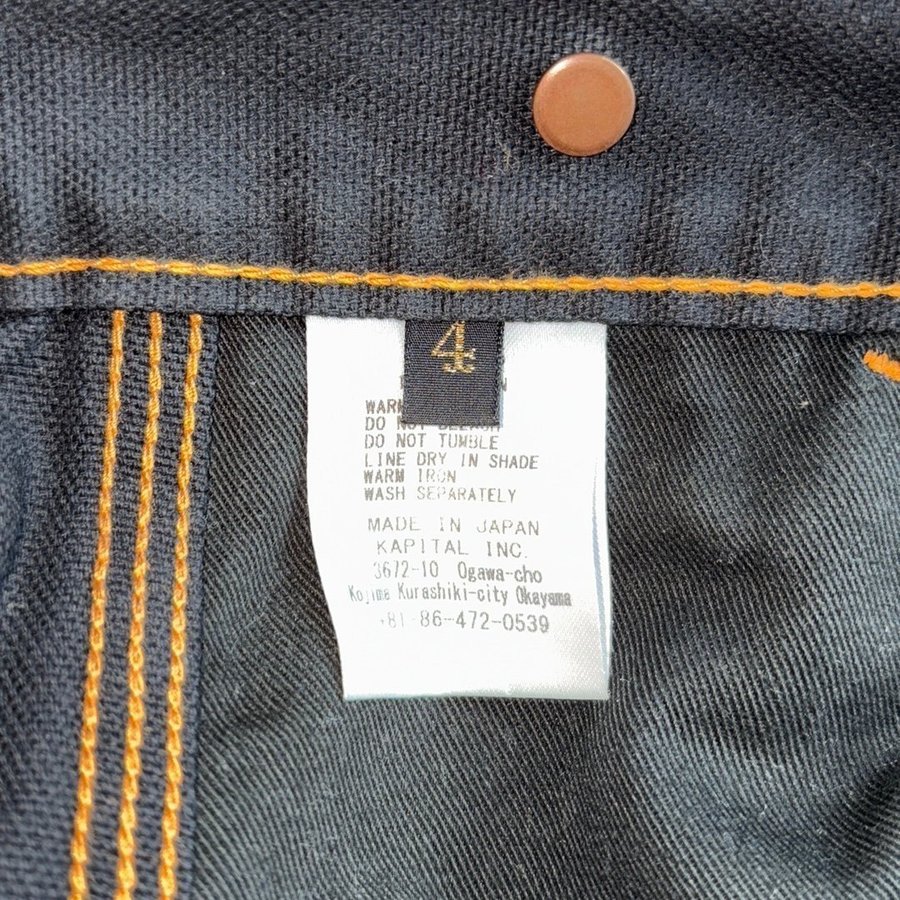 4
DO NOT
DO NOT TUMBLE
LINE DRY IN SHADE
WARM IRON
WASH SEPARATELY
MADE IN JAPAN
KAPITAL INC.
3672-10 Ogawa-cho
Kojima Kurashiki-city Okayama
+81-86-472-0539